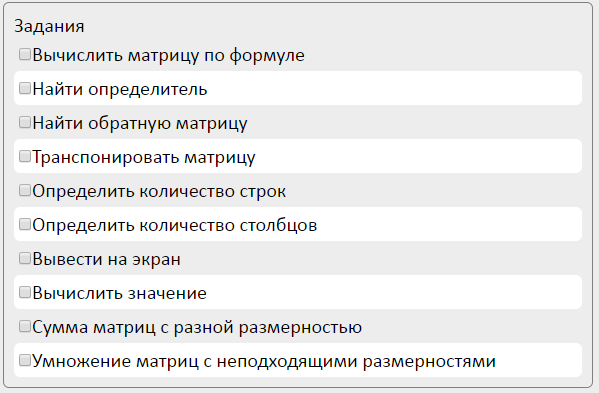 Задания
Вычислить матрицу по формуле
Найти определитель
Найти обратную матрицу
Транспонировать матрицу
Определить количество строк
Определить количество столбцов
Вывести на экран
Вычислить значение
Сумма матриц с разной размерностью
Умножение матриц с неподходящими размерностями